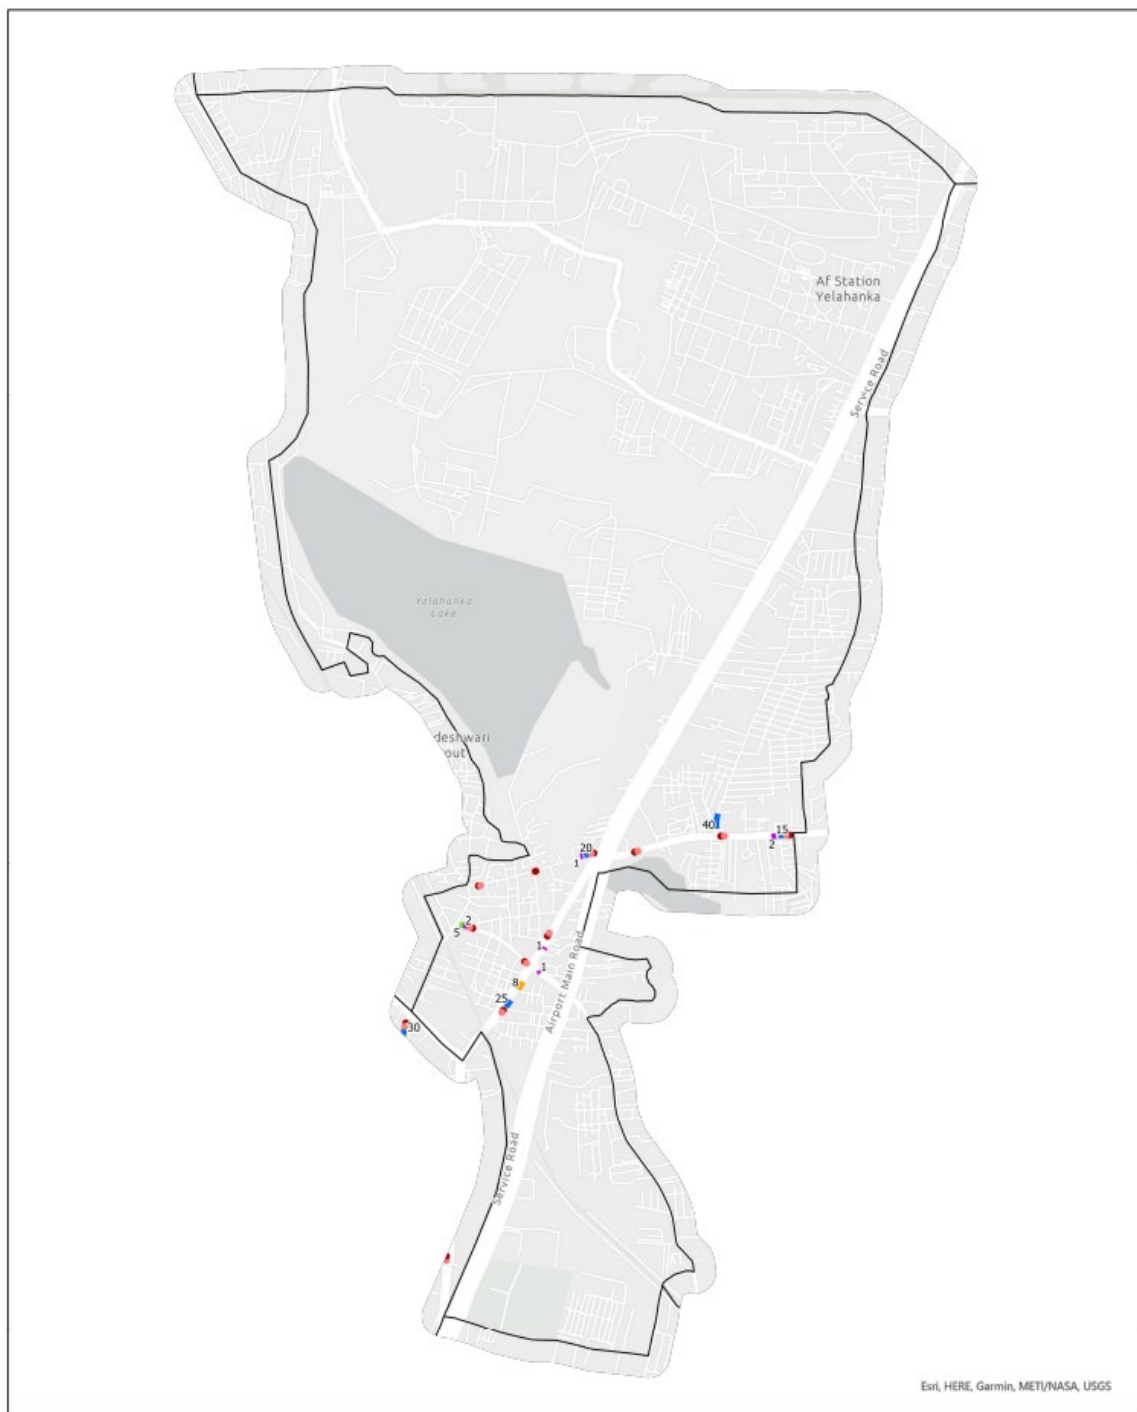 Af Station
Yelahanka
Service Road
Yelahanka
Lake
deshwari
out
40
15
2
20
1
2
5
1
1
8
25
30
Airport Main Road
Service Road
Esri, HERE, Garmin, METI/NASA, USGS